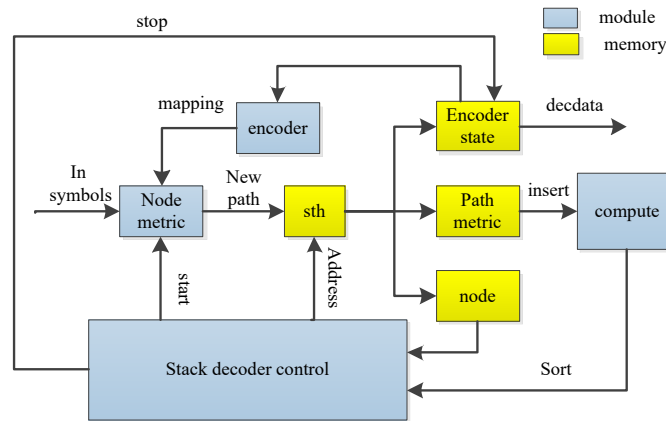 stop
module
memory
mapping
encoder
Encoder
state
decdata
In
symbols
Node
metric
New
path
sth
Path
metric
insert
compute
start
Address
node
Stack decoder control
Sort